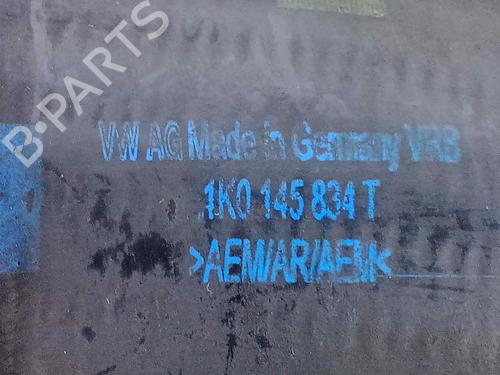 B-PARTS
VW AG Made in Germany VRB
1K0 145 834 T
>AEM/AR/AEM<